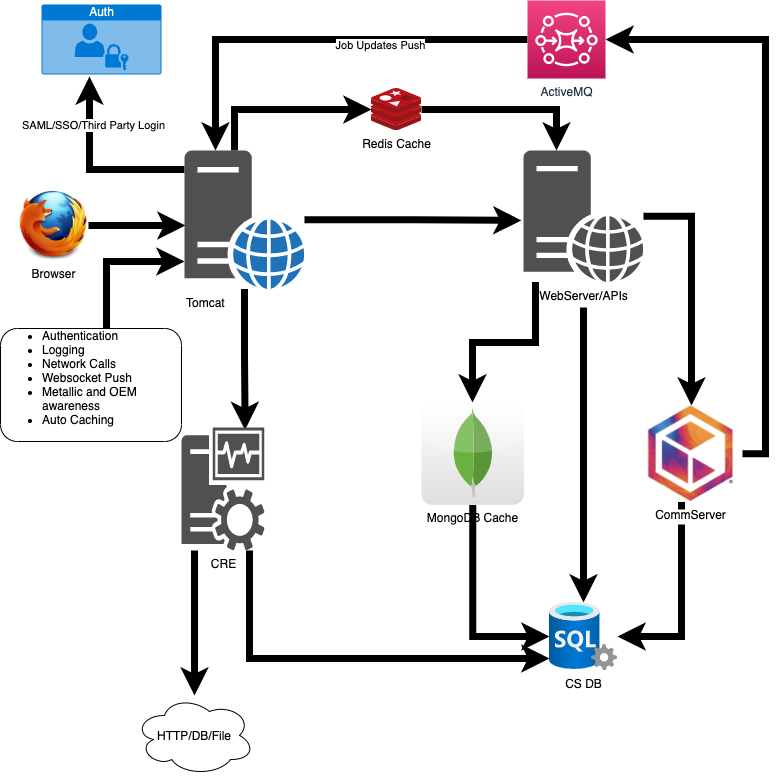 Auth
Job Updates Push
ActiveMQ
SAML/SSO/Third Party Login
Redis Cache
Browser
Tomcat
WebServer/APIs
Authentication
Logging
Network Calls
Websocket Push
Metallic and OEM
awareness
Auto Caching
MongoDB Cache
CommServer
CRE
SQL
CS DB
HTTP/DB/File